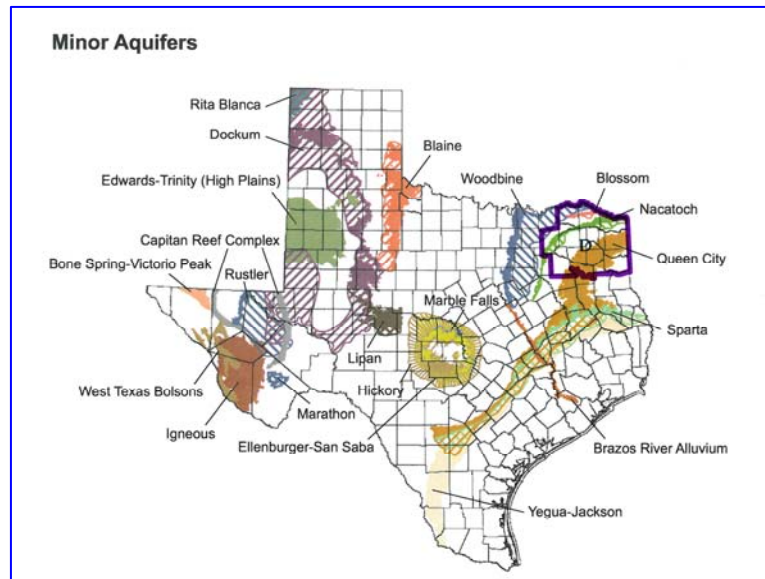 Minor Aquifers
Rita Blanca
Dockum
Blaine
Edwards-Trinity (High Plains)
Woodbine
Blossom
Nacatoch
Capitan Reef Complex
D
Queen City
Bone Spring-Victorio Peak
Rustler
Marble Falls
Sparta
Lipan
West Texas Bolsons
Hickory
Marathon
Igneous
Ellenburger-San Saba
Brazos River Alluvium
Yegua-Jackson